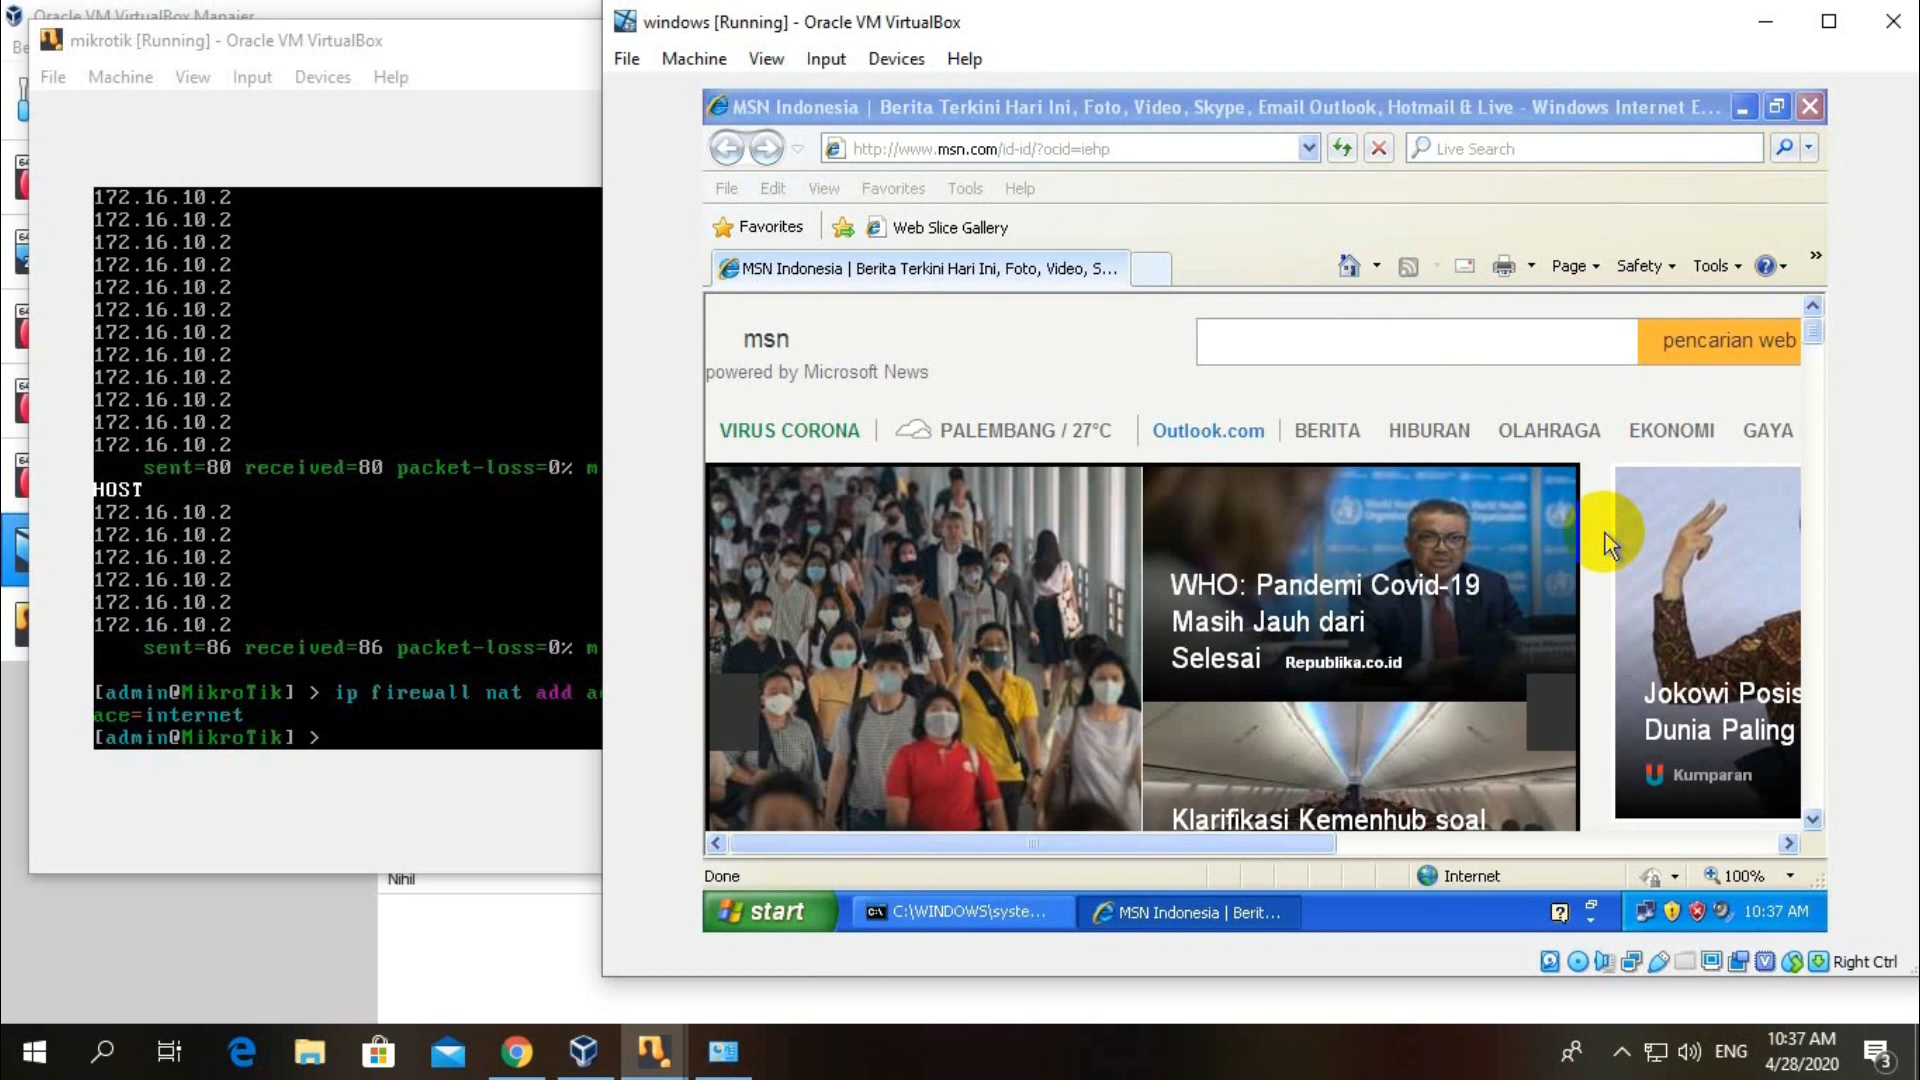 Oracle VM VirtualBox Manajer
mikrotik [Running] - Oracle VM VirtualBox
File Machine View Input Devices Help
172.16.10.2
172.16.10.2
172.16.10.2
172.16.10.2
172.16.10.2
172.16.10.2
172.16.10.2
172.16.10.2
172.16.10.2
172.16.10.2
172.16.10.2
172.16.10.2
sent=80 received=80 packet-loss=0% m
HOST
172.16.10.2
172.16.10.2
172.16.10.2
172.16.10.2
172.16.10.2
172.16.10.2
sent=86 received=86 packet-loss=0% m
[admin@MikroTik] > ip firewall nat add a
ace=internet
[admin@MikroTik] >
Nihil
windows [Running] - Oracle VM VirtualBox
File Machine View Input Devices Help
MSN Indonesia | Berita Terkini Hari Ini, Foto, Video, Skype, Email Outlook, Hotmail & Live - Windows Internet E...
http://www.msn.com/id-id/?ocid=iehp
Live Search
File Edit View Favorites Tools Help
Favorites Web Slice Gallery
MSN Indonesia | Berita Terkini Hari Ini, Foto, Video, S...
Page Safety Tools
msn
powered by Microsoft News
pencarian web
VIRUS CORONA PALEMBANG / 27°C Outlook.com BERITA HIBURAN OLAHRAGA EKONOMI GAYA
WHO: Pandemi Covid-19
Masih Jauh dari
Selesai Republika.co.id
Klarifikasi Kemenhub soal
Jokowi Posis
Dunia Paling
Kumparan
Done
Internet
100%
start
C:\WINDOWS\syste...
MSN Indonesia | Berit...
10:37 AM
Right Ctrl
ENG
10:37 AM
4/28/2020
3